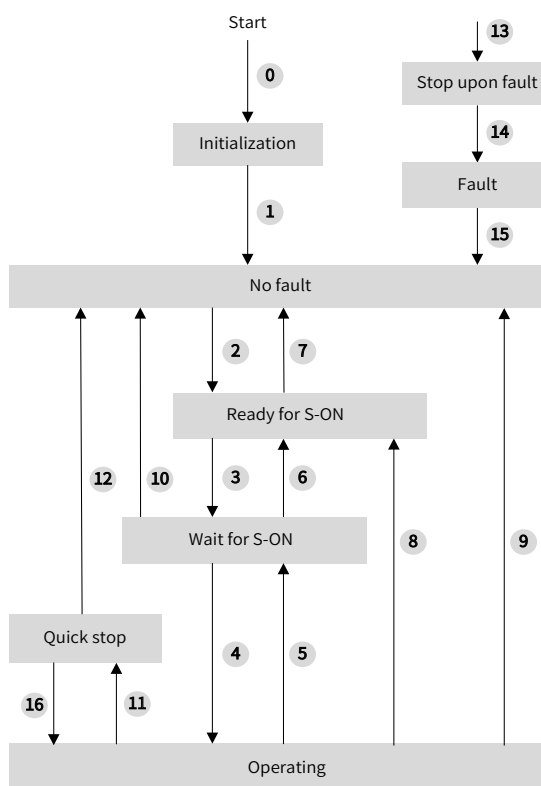 Start
13
0
Stop upon fault
14
Initialization
Fault
1
15
No fault
2
7
Ready for S-ON
12
10
3
6
8
9
Wait for S-ON
Quick stop
4
5
16
11
Operating